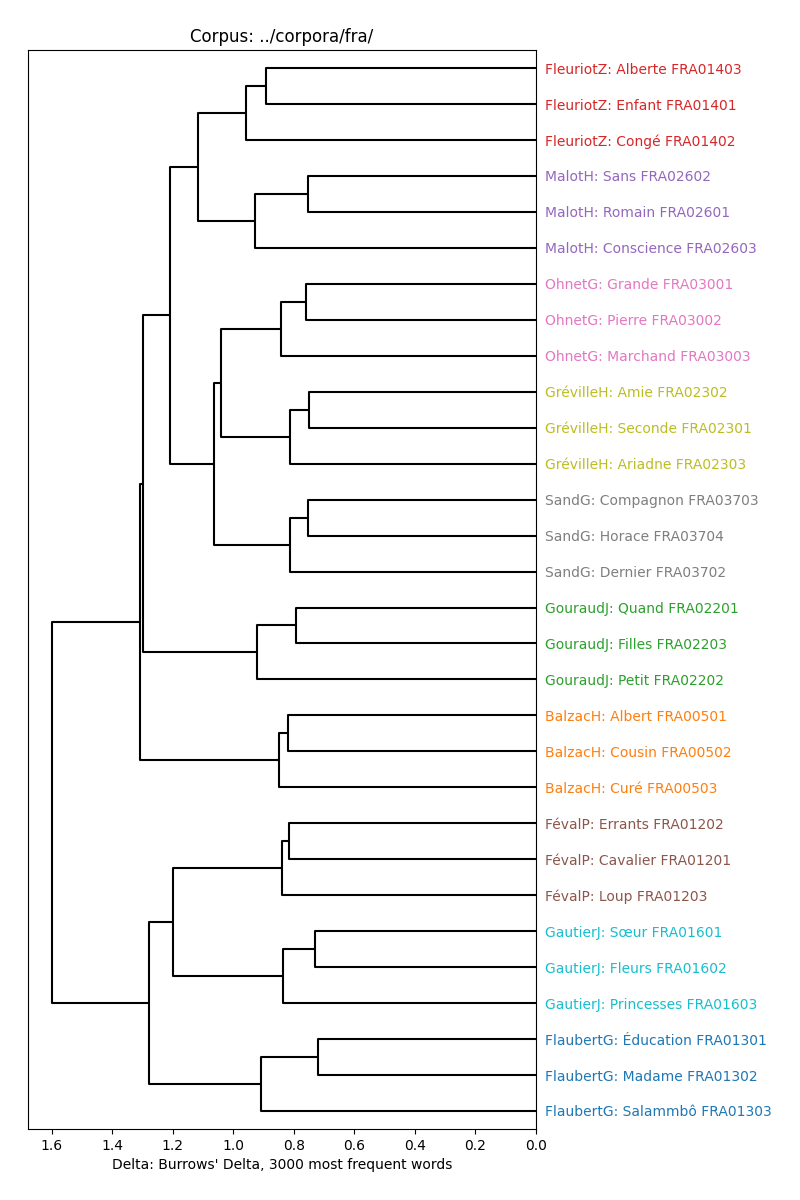 Corpus: ../corpora/fra/
FleuriotZ: Alberte FRA01403
FleuriotZ: Enfant FRA01401
FleuriotZ: Congé FRA01402
MalotH: Sans FRA02602
MalotH: Romain FRA02601
MalotH: Conscience FRA02603
OhnetG: Grande FRA03001
OhnetG: Pierre FRA03002
OhnetG: Marchand FRA03003
GrévilleH: Amie FRA02302
GrévilleH: Seconde FRA02301
GrévilleH: Ariadne FRA02303
SandG: Compagnon FRA03703
SandG: Horace FRA03704
SandG: Dernier FRA03702
GouraudJ: Quand FRA02201
GouraudJ: Filles FRA02203
GouraudJ: Petit FRA02202
BalzacH: Albert FRA00501
BalzacH: Cousin FRA00502
BalzacH: Curé FRA00503
FévalP: Errants FRA01202
FévalP: Cavalier FRA01201
FévalP: Loup FRA01203
GautierJ: Sœur FRA01601
GautierJ: Fleurs FRA01602
GautierJ: Princesses FRA01603
FlaubertG: Éducation FRA01301
FlaubertG: Madame FRA01302
FlaubertG: Salammbô FRA01303
1.6 1.4 1.2 1.0 0.8 0.6 0.4 0.2 0.0
Delta: Burrows' Delta, 3000 most frequent words